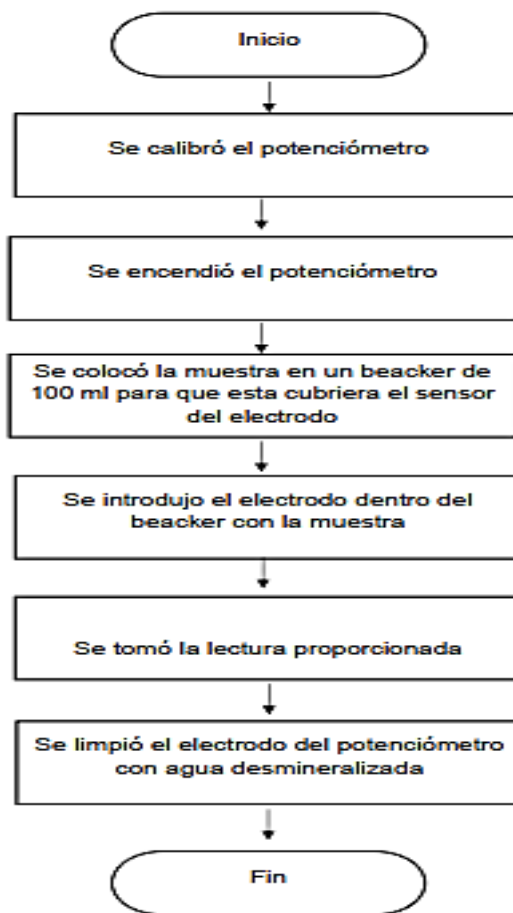 Inicio
Se calibró el potenciómetro
Se encendió el potenciómetro
Se colocó la muestra en un beacker de
100 ml para que esta cubriera el sensor
del electrodo
Se introdujo el electrodo dentro del
beacker con la muestra
Se tomó la lectura proporcionada
Se limpió el electrodo del potenciómetro
con agua desmineralizada
Fin